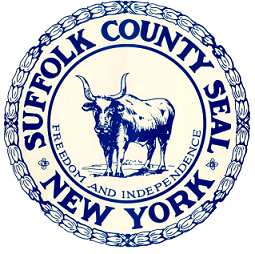 SUFFOLK COUNTY SEAL
NEW YORK
FREEDOM AND INDEPENDENCE